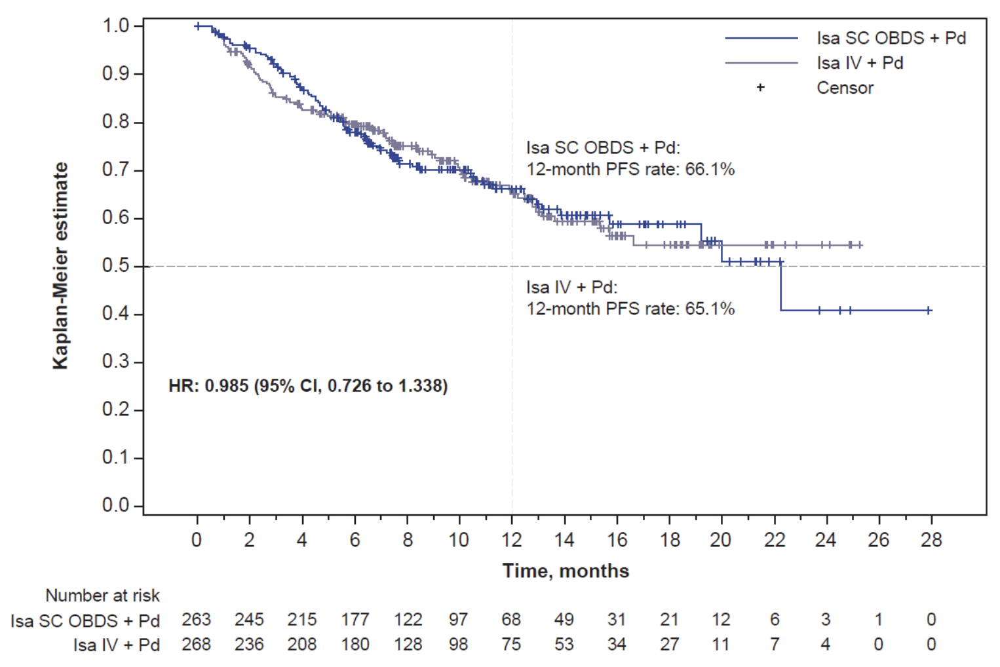 1.0
0.9
0.8
0.7
0.6
0.5
0.4
0.3
0.2
0.1
0.0
Kaplan-Meier estimate
Isa SC OBDS + Pd
Isa IV + Pd
+ Censor
Isa SC OBDS + Pd:
12-month PFS rate: 66.1%
Isa IV + Pd:
12-month PFS rate: 65.1%
HR: 0.985 (95% CI, 0.726 to 1.338)
0 2 4 6 8 10 12 14 16 18 20 22 24 26 28
Time, months
Number at risk
Isa SC OBDS + Pd 263 245 215 177 122 97 68 49 31 21 12 6 3 1 0
Isa IV + Pd 268 236 208 180 128 98 75 53 34 27 11 7 4 0 0